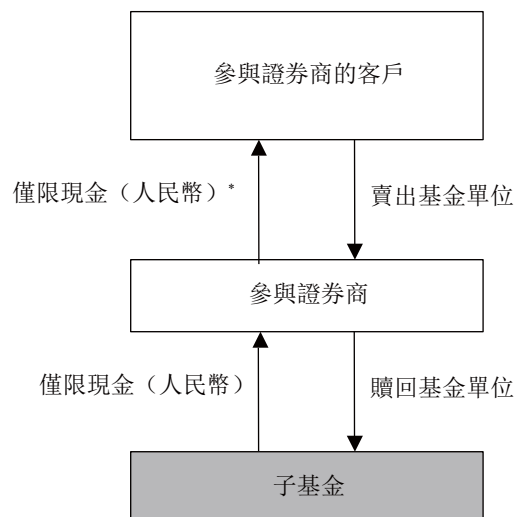 參與證券商的客戶
僅限現金（人民幣）*
賣出基金單位
參與證券商
僅限現金（人民幣）
贖回基金單位
子基金